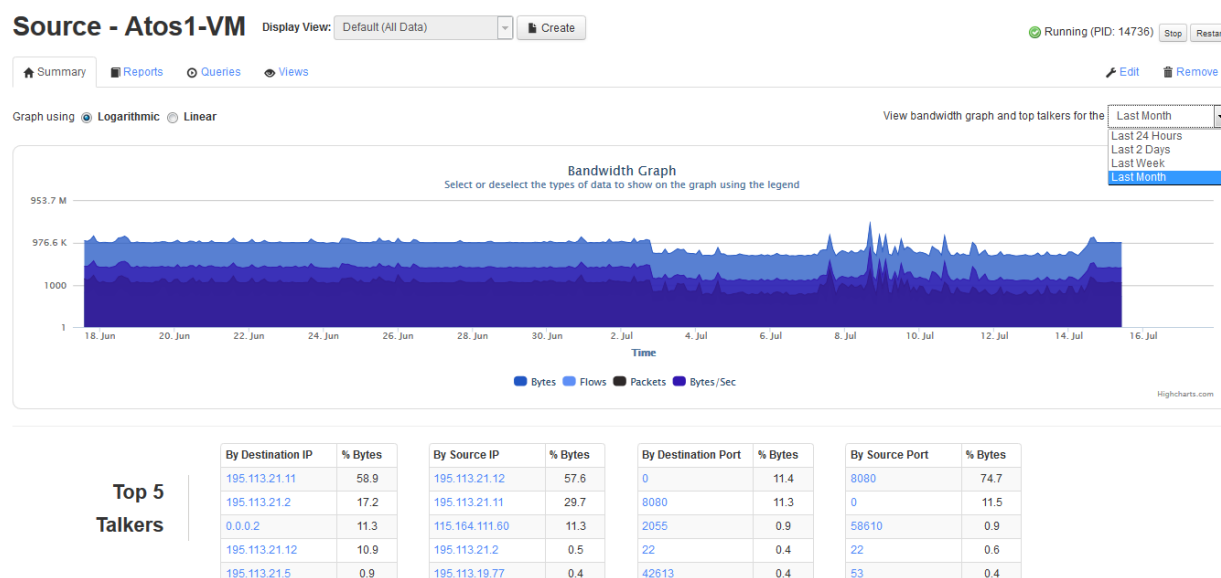 Source - Atos1-VM Display View: Default (All Data) Create Running (PID: 14736) Stop Restar
Summary Reports Queries Views Edit Remove
Graph using Logarithmic Linear View bandwidth graph and top talkers for the Last Month
Last 24 Hours
Last 2 Days
Last Week
Last Month
Bandwidth Graph
Select or deselect the types of data to show on the graph using the legend
953.7 M
976.6 K
1000
1
18. Jun 20. Jun 22. Jun 24. Jun 26. Jun 28. Jun 30. Jun 2. Jul 4. Jul 6. Jul 8. Jul 10. Jul 12. Jul 14. Jul 16. Jul
Time
Bytes Flows Packets Bytes/Sec
Highcharts.com
Top 5 Talkers
By Destination IP % Bytes
195.113.21.11 58.9
195.113.21.2 17.2
0.0.0.2 11.3
195.113.21.12 10.9
195.113.21.5 0.9
By Source IP % Bytes
195.113.21.12 57.6
195.113.21.11 29.7
115.164.111.60 11.3
195.113.21.2 0.5
195.113.19.77 0.4
By Destination Port % Bytes
0 11.4
8080 11.3
2055 0.9
22 0.4
42613 0.4
By Source Port % Bytes
8080 74.7
0 11.5
58610 0.9
22 0.6
53 0.4